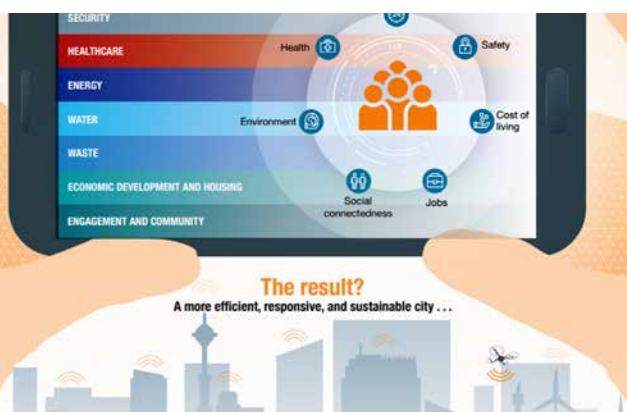 SECURITY
HEALTHCARE
ENERGY
WATER
WASTE
ECONOMIC DEVELOPMENT AND HOUSING
ENGAGEMENT AND COMMUNITY
Health
Safety
Environment
Cost of
living
Social
connectedness
Jobs
The result?
A more efficient, responsive, and sustainable city . . .